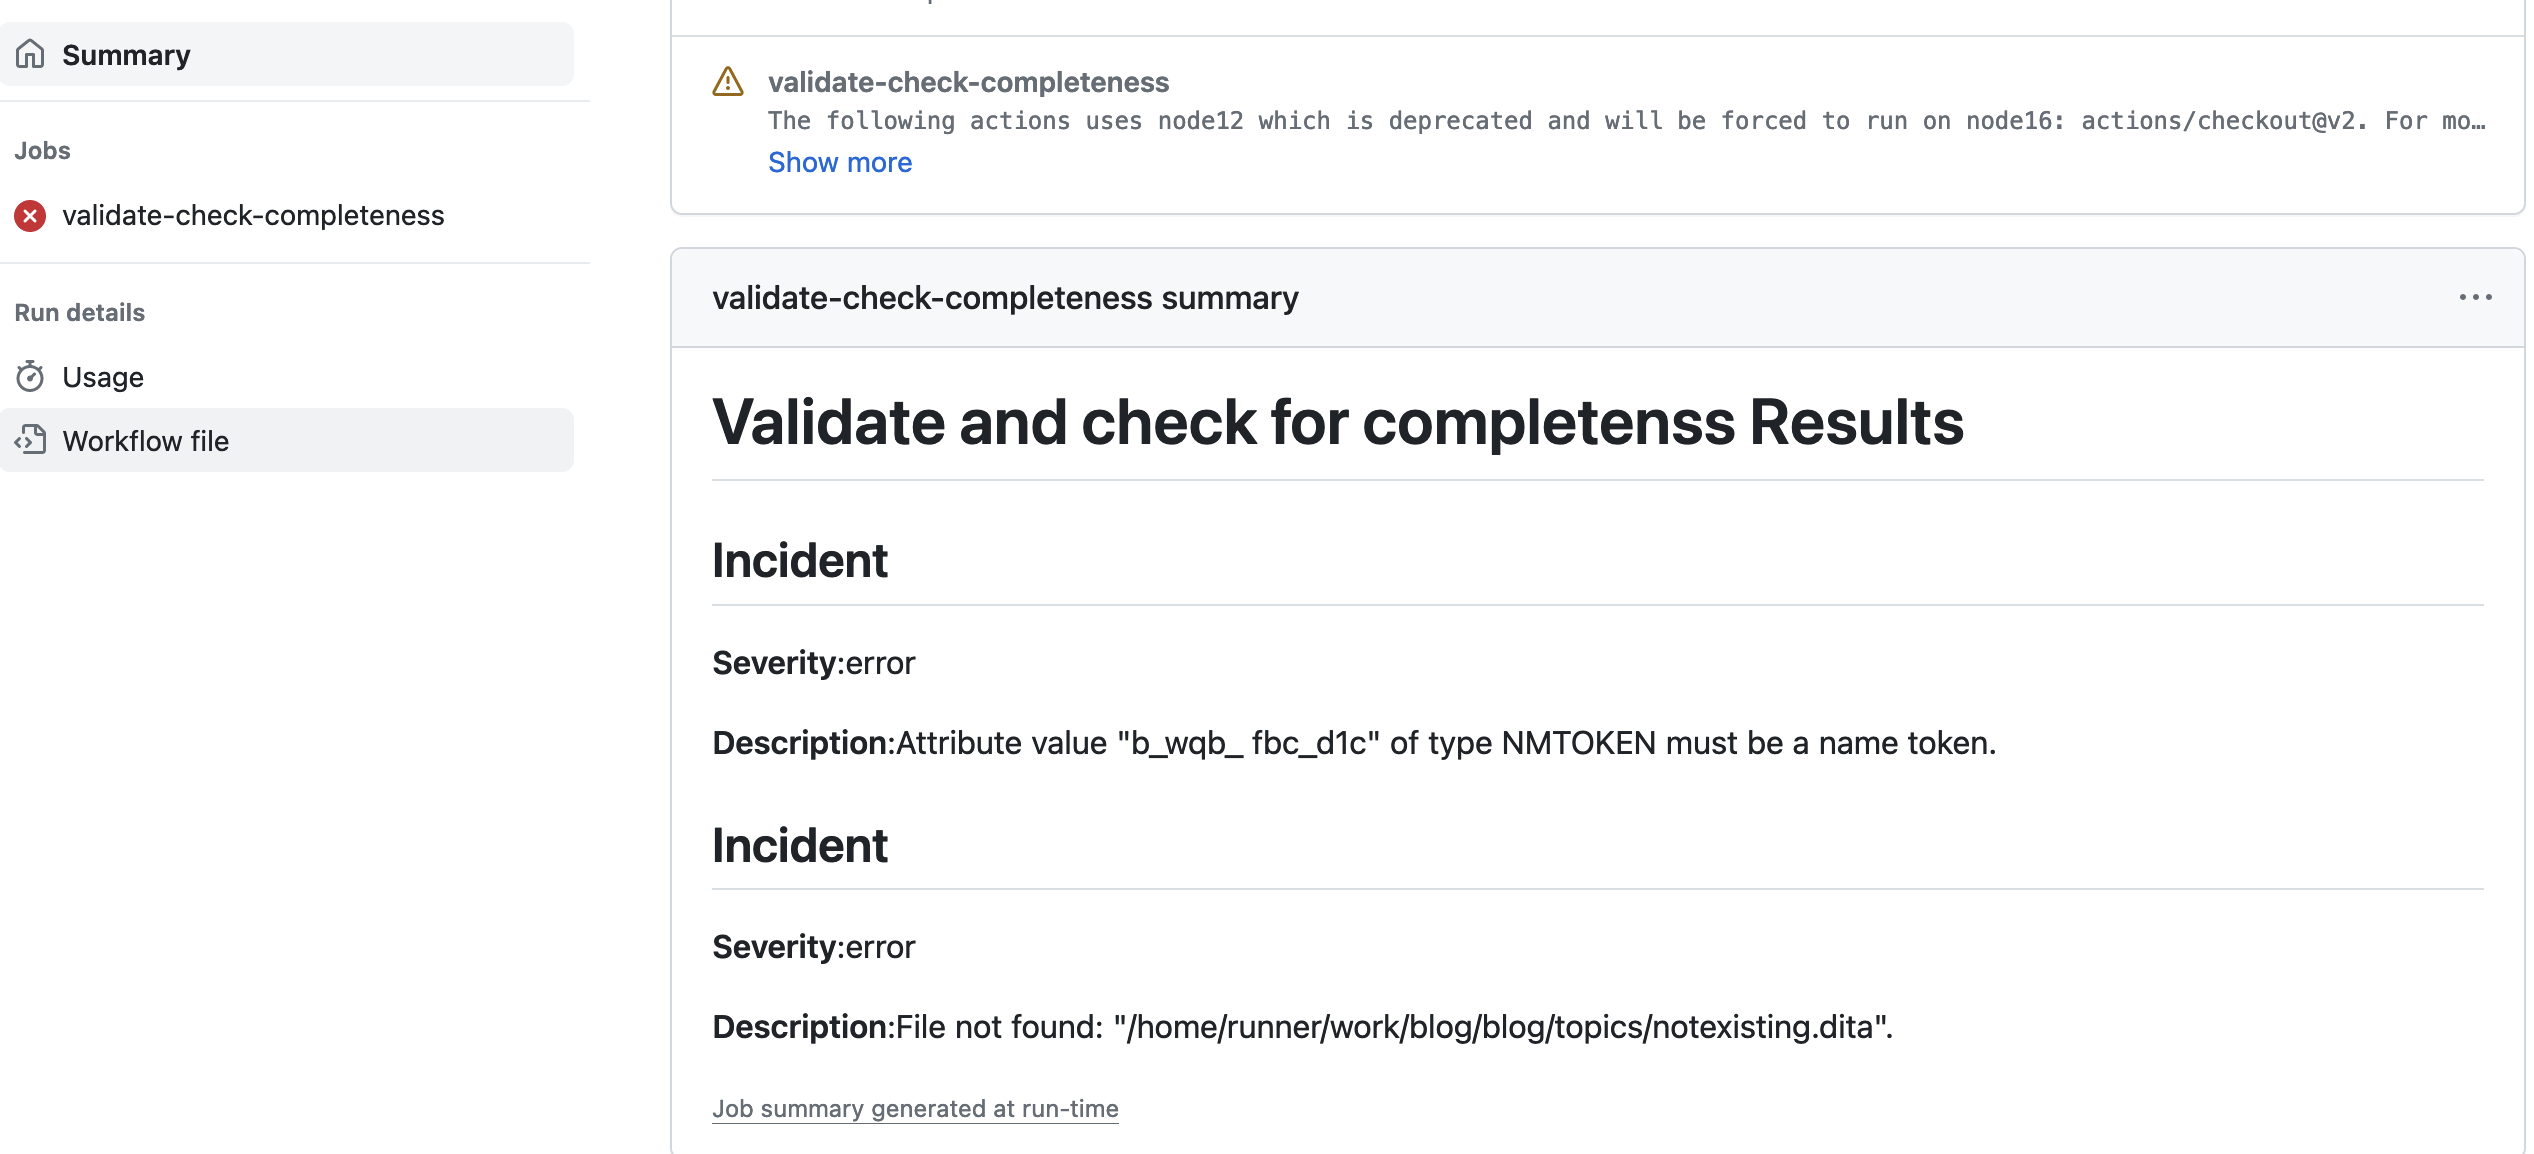 Summary
Jobs
validate-check-completeness
Run details
Usage
Workflow file
validate-check-completeness
The following actions uses node12 which is deprecated and will be forced to run on node16: actions/checkout@v2. For mo…
Show more
validate-check-completeness summary
Validate and check for completenss Results
Incident
Severity:error
Description:Attribute value "b_wqb_ fbc_d1c" of type NMTOKEN must be a name token.
Incident
Severity:error
Description:File not found: "/home/runner/work/blog/blog/topics/notexisting.dita".
Job summary generated at run-time